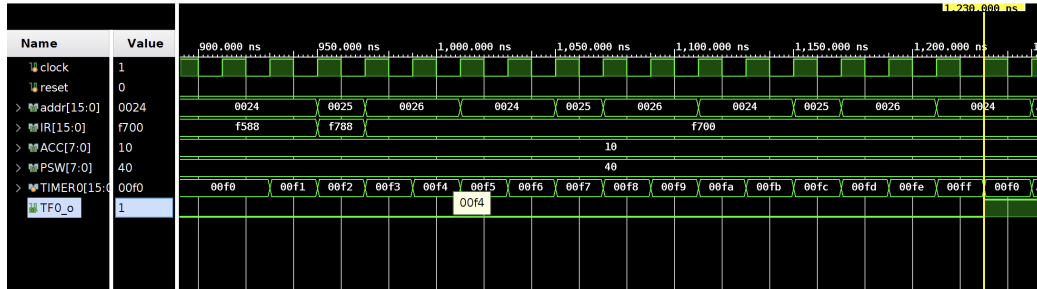 1,230.000 ns
Name Value
900.000 ns 950.000 ns 1,000.000 ns 1,050.000 ns 1,100.000 ns 1,150.000 ns 1,200.000 ns
clock 1
reset 0
addr[15:0] 0024 0024 0025 0026 0024 0025 0026 0024 0025 0026 0024
IR[15:0] f700 f588 f788 f700
ACC[7:0] 10 10
PSW[7:0] 40 40
TIMER0[15:0 00f0 00f0 00f1 00f2 00f3 00f4 00f5 00f6 00f7 00f8 00f9 00fa 00fb 00fc 00fd 00fe 00ff 00f0
TF0_o 1
00f4